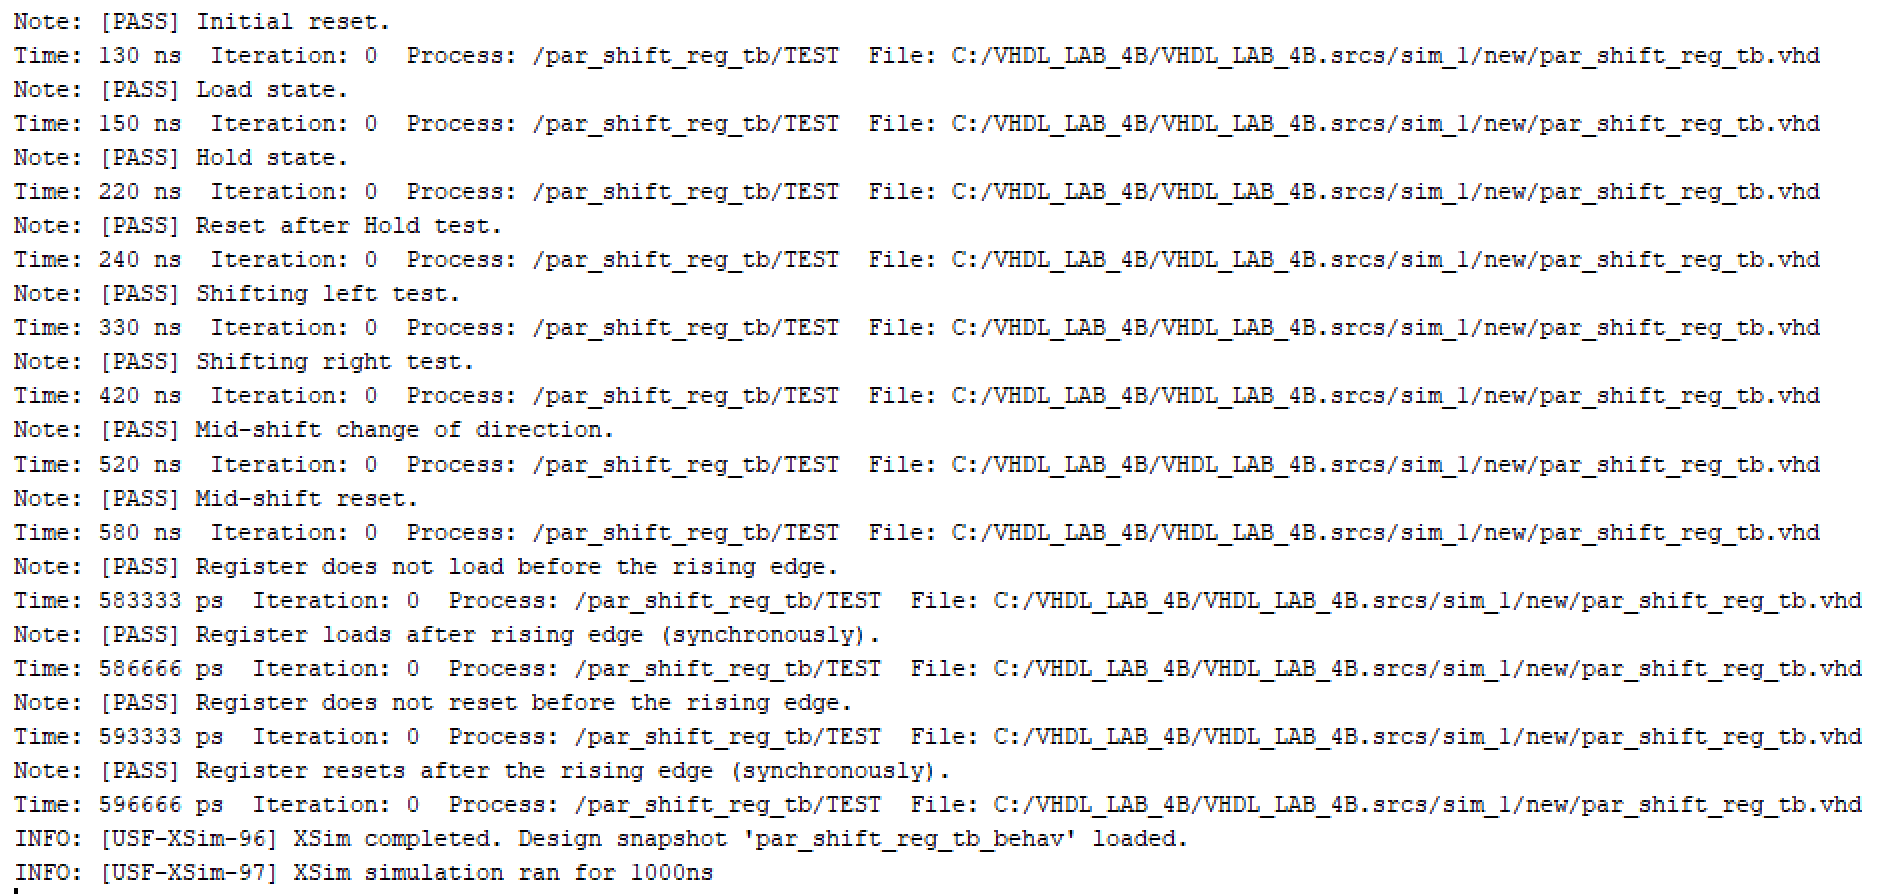 Note: [PASS] Initial reset.
Time: 130 ns  Iteration: 0  Process: /par_shift_reg_tb/TEST  File: C:/VHDL_LAB_4B/VHDL_LAB_4B.srcs/sim_1/new/par_shift_reg_tb.vhd
Note: [PASS] Load state.
Time: 150 ns  Iteration: 0  Process: /par_shift_reg_tb/TEST  File: C:/VHDL_LAB_4B/VHDL_LAB_4B.srcs/sim_1/new/par_shift_reg_tb.vhd
Note: [PASS] Hold state.
Time: 220 ns  Iteration: 0  Process: /par_shift_reg_tb/TEST  File: C:/VHDL_LAB_4B/VHDL_LAB_4B.srcs/sim_1/new/par_shift_reg_tb.vhd
Note: [PASS] Reset after Hold test.
Time: 240 ns  Iteration: 0  Process: /par_shift_reg_tb/TEST  File: C:/VHDL_LAB_4B/VHDL_LAB_4B.srcs/sim_1/new/par_shift_reg_tb.vhd
Note: [PASS] Shifting left test.
Time: 330 ns  Iteration: 0  Process: /par_shift_reg_tb/TEST  File: C:/VHDL_LAB_4B/VHDL_LAB_4B.srcs/sim_1/new/par_shift_reg_tb.vhd
Note: [PASS] Shifting right test.
Time: 420 ns  Iteration: 0  Process: /par_shift_reg_tb/TEST  File: C:/VHDL_LAB_4B/VHDL_LAB_4B.srcs/sim_1/new/par_shift_reg_tb.vhd
Note: [PASS] Mid-shift change of direction.
Time: 520 ns  Iteration: 0  Process: /par_shift_reg_tb/TEST  File: C:/VHDL_LAB_4B/VHDL_LAB_4B.srcs/sim_1/new/par_shift_reg_tb.vhd
Note: [PASS] Mid-shift reset.
Time: 580 ns  Iteration: 0  Process: /par_shift_reg_tb/TEST  File: C:/VHDL_LAB_4B/VHDL_LAB_4B.srcs/sim_1/new/par_shift_reg_tb.vhd
Note: [PASS] Register does not load before the rising edge.
Time: 583333 ps  Iteration: 0  Process: /par_shift_reg_tb/TEST  File: C:/VHDL_LAB_4B/VHDL_LAB_4B.srcs/sim_1/new/par_shift_reg_tb.vhd
Note: [PASS] Register loads after rising edge (synchronously).
Time: 586666 ps  Iteration: 0  Process: /par_shift_reg_tb/TEST  File: C:/VHDL_LAB_4B/VHDL_LAB_4B.srcs/sim_1/new/par_shift_reg_tb.vhd
Note: [PASS] Register does not reset before the rising edge.
Time: 593333 ps  Iteration: 0  Process: /par_shift_reg_tb/TEST  File: C:/VHDL_LAB_4B/VHDL_LAB_4B.srcs/sim_1/new/par_shift_reg_tb.vhd
Note: [PASS] Register resets after the rising edge (synchronously).
Time: 596666 ps  Iteration: 0  Process: /par_shift_reg_tb/TEST  File: C:/VHDL_LAB_4B/VHDL_LAB_4B.srcs/sim_1/new/par_shift_reg_tb.vhd
INFO: [USF-XSim-96] XSim completed. Design snapshot 'par_shift_reg_tb_behav' loaded.
INFO: [USF-XSim-97] XSim simulation ran for 1000ns